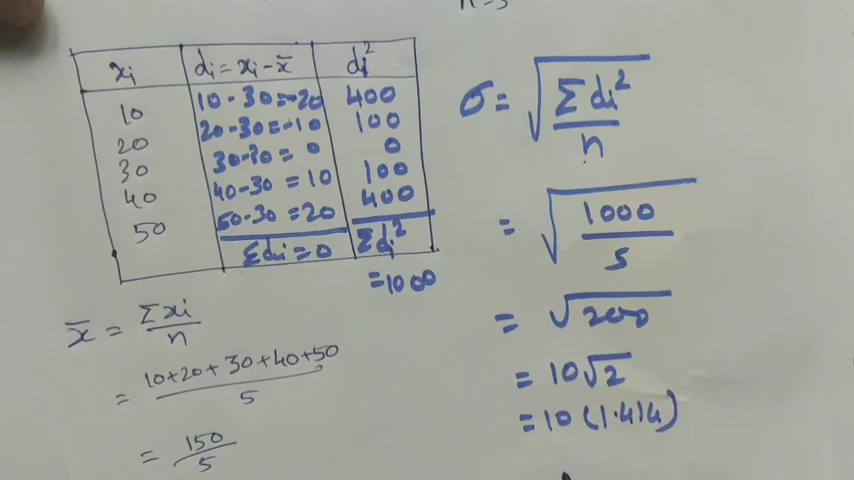 n=5
xi di = xi - x̄ di²
10 10 - 30 = -20 400
20 20 - 30 = -10 100
30 30 - 30 = 0 0
40 40 - 30 = 10 100
50 50 - 30 = 20 400
Σdi = 0 Σdi²
= 1000
x̄ = Σxi / n
= 10+20+30+40+50 / 5
= 150 / 5
σ = √(Σdi² / n)
= √(1000 / 5)
= √200
= 10√2
= 10 (1.414)